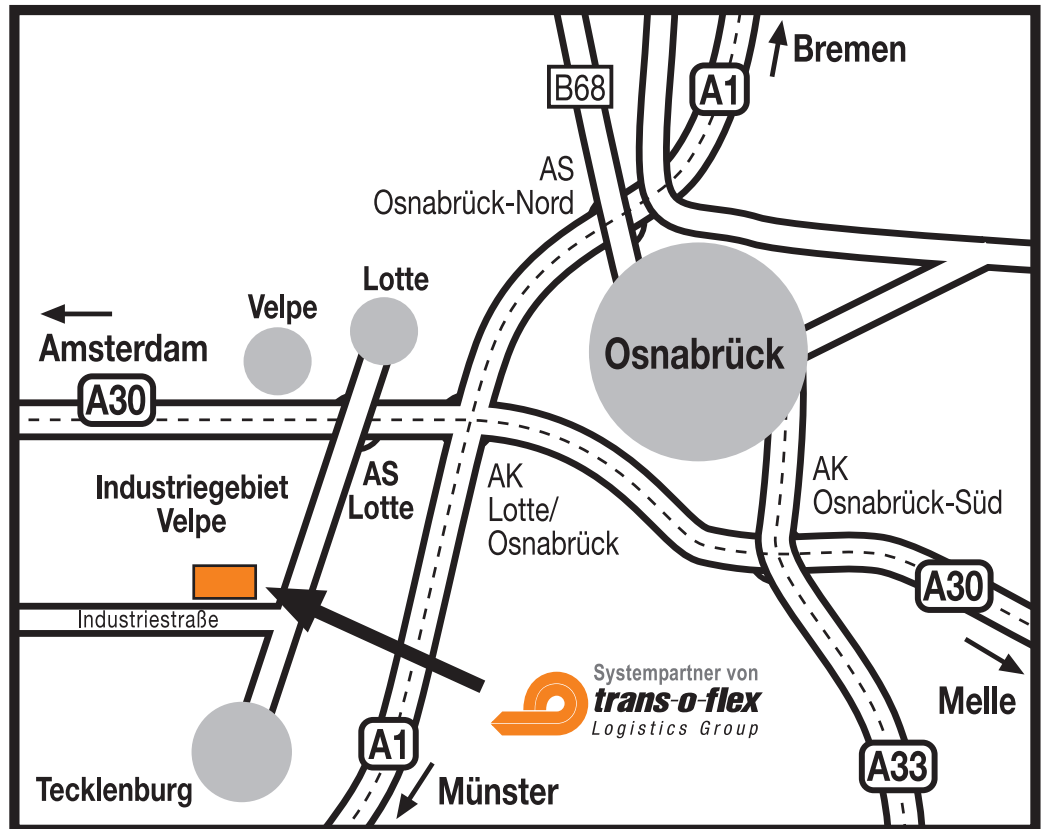 Bremen
B68
A1
AS
Osnabrück-Nord
Lotte
Velpe
Amsterdam
Osnabrück
A30
AS
Lotte
AK
Lotte/
Osnabrück
AK
Osnabrück-Süd
Industriegebiet
Velpe
A30
Industriestraße
Systempartner von
trans-o-flex
Logistics Group
Melle
A1
A33
Tecklenburg
Münster